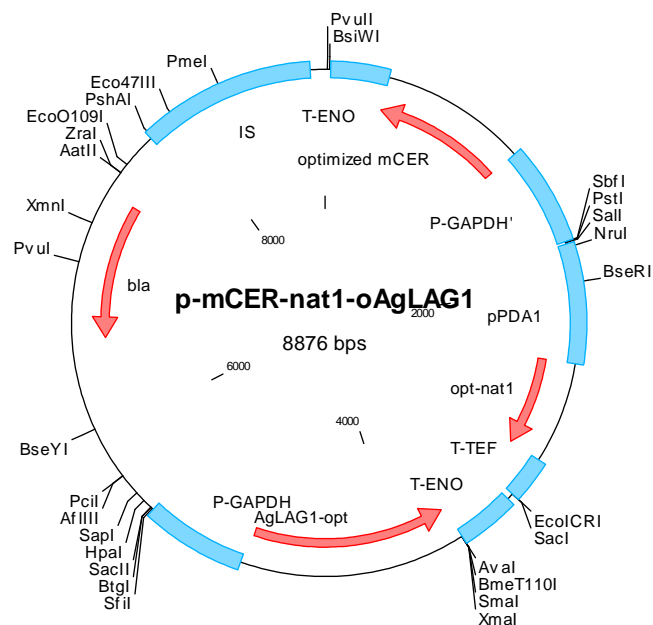 PvuII
BsiWI
PmeI
Eco47III
PshAI
EcoO109I
ZraI
AatII
XmnI
PvuI
IS
T-ENO
optimized mCER
P-GAPDH'
SbfI
PstI
SalI
NruI
BseRI
8000
bla
p-mCER-nat1-oAgLAG1
8876 bps
2000
pPDA1
6000
4000
opt-nat1
T-TEF
T-ENO
BseYI
PciI
AflIII
SapI
HpaI
SacII
BtgI
SfiI
P-GAPDH
AgLAG1-opt
EcoICRI
SacI
AvaI
BmeT110I
SmaI
XmaI